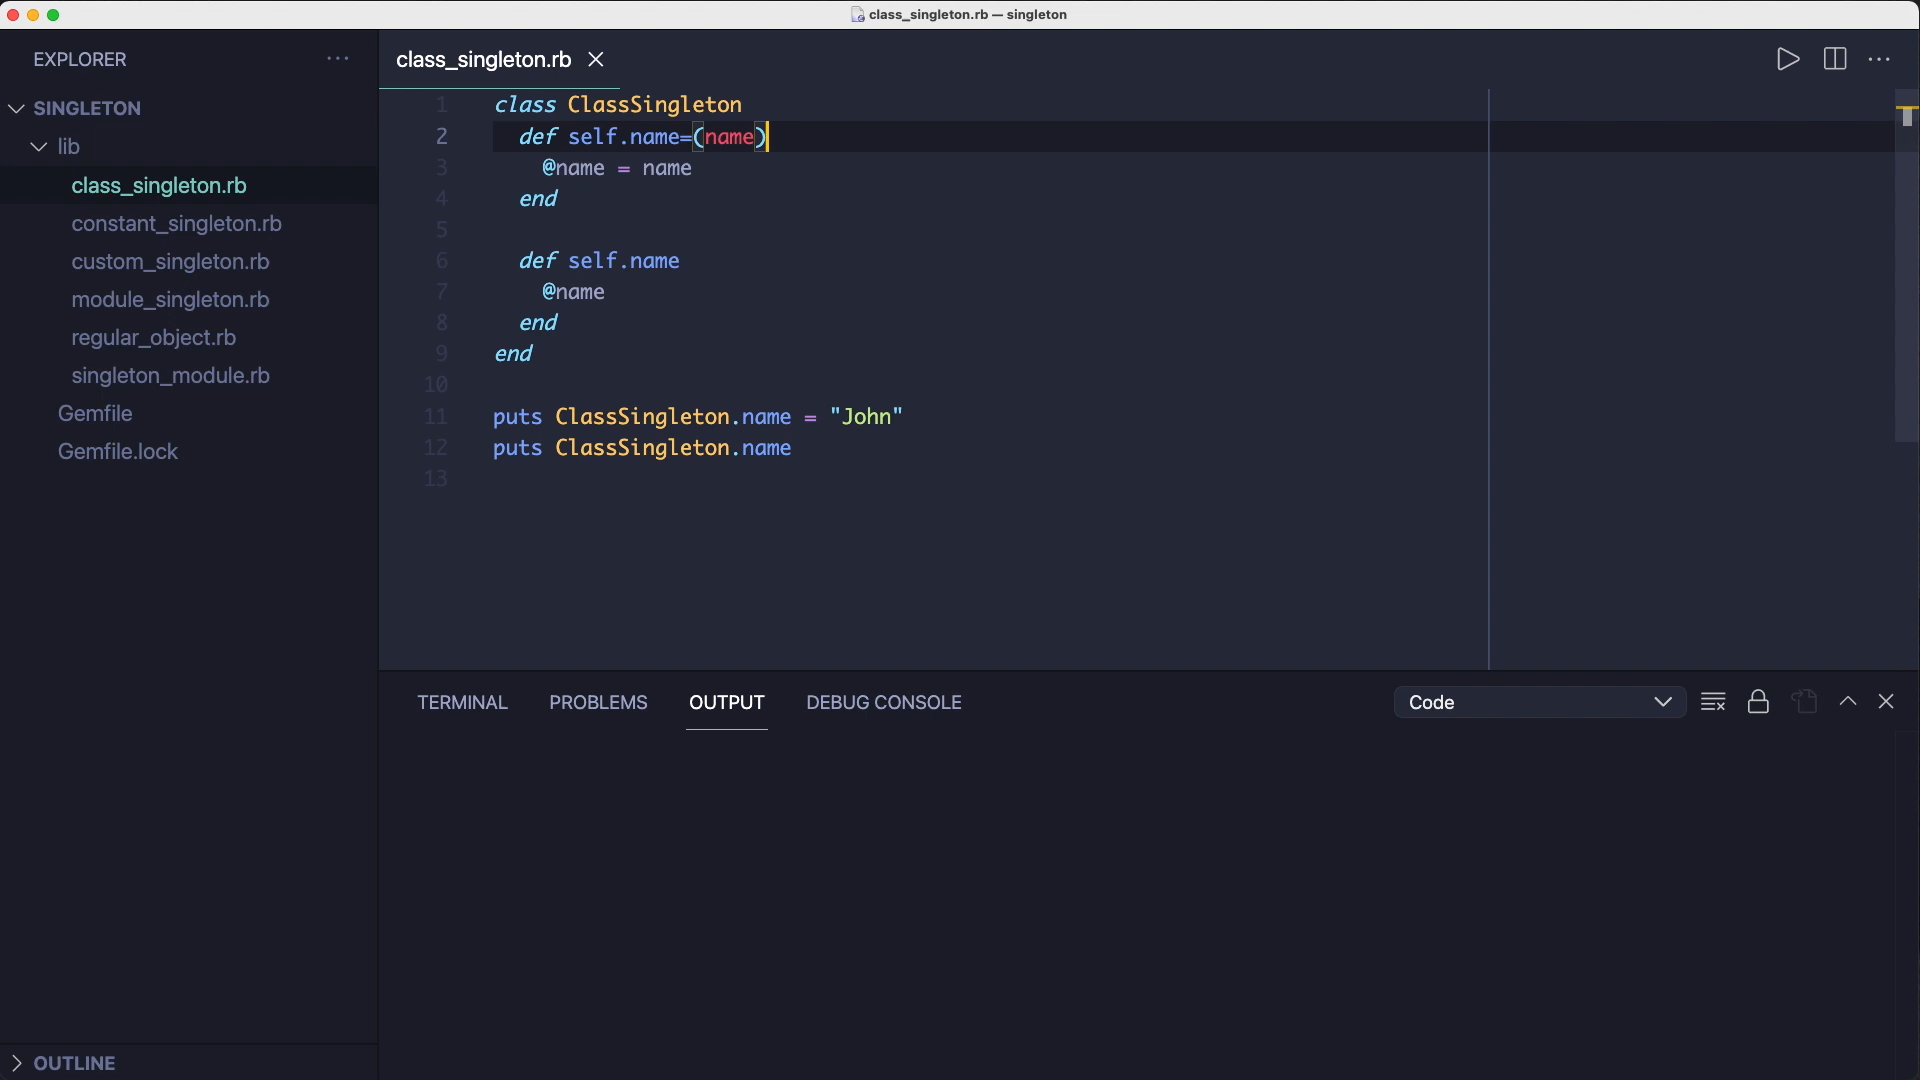 class_singleton.rb — singleton
EXPLORER
SINGLETON
lib
class_singleton.rb
constant_singleton.rb
custom_singleton.rb
module_singleton.rb
regular_object.rb
singleton_module.rb
Gemfile
Gemfile.lock
OUTLINE
class_singleton.rb
1 class ClassSingleton
2   def self.name=(name)
3     @name = name
4   end
5
6   def self.name
7     @name
8   end
9 end
10
11 puts ClassSingleton.name = "John"
12 puts ClassSingleton.name
13
TERMINAL PROBLEMS OUTPUT DEBUG CONSOLE Code